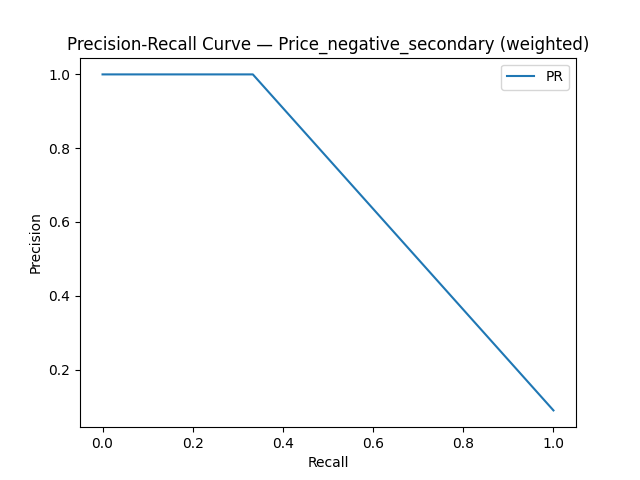 Precision-Recall Curve — Price_negative_secondary (weighted)
PR
1.0
0.8
0.6
0.4
0.2
Precision
0.0 0.2 0.4 0.6 0.8 1.0
Recall